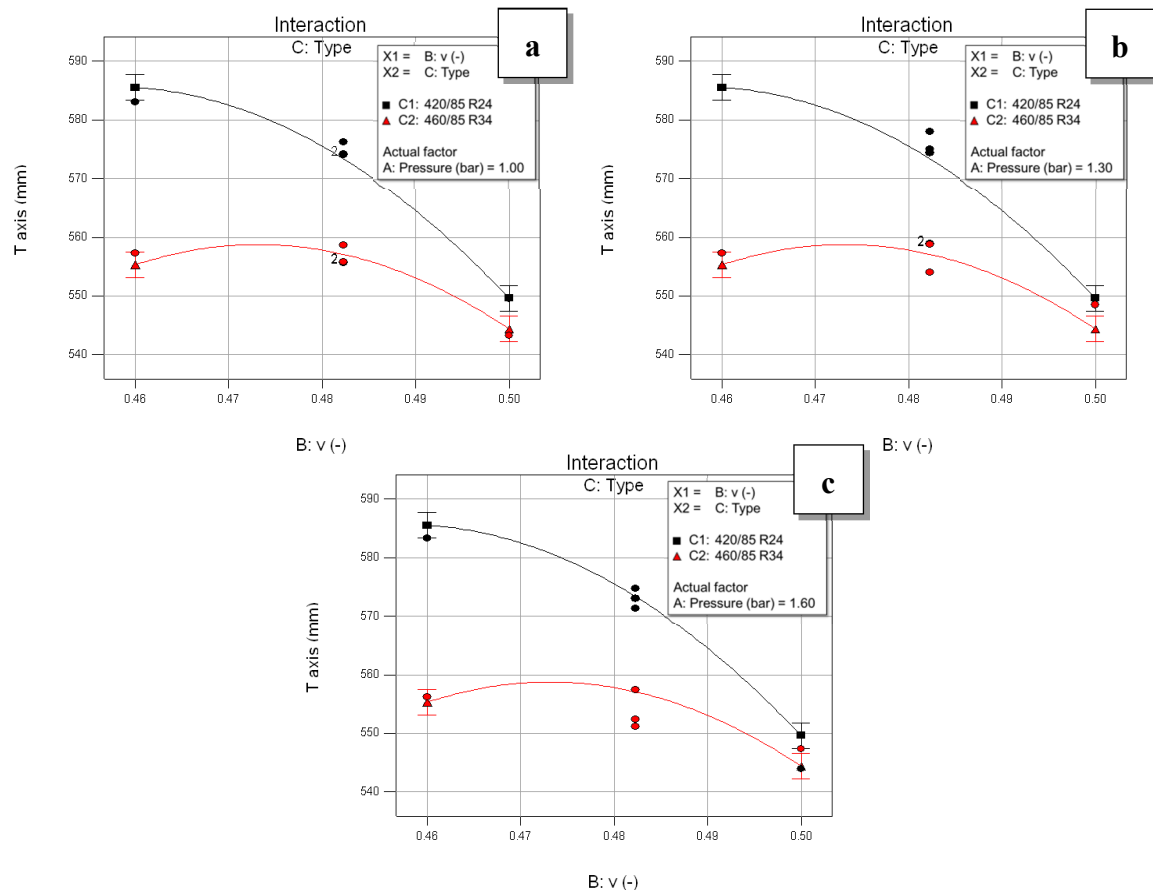 Interaction
C: Type
a
X1 = B: v (-)
X2 = C: Type
C1: 420/85 R24
C2: 460/85 R34
Actual factor
A: Pressure (bar) = 1.00
T axis (mm)
590
580
570
560
550
540
2
2
0.46
0.47
0.48
0.49
0.50
B: v (-)
Interaction
C: Type
b
X1 = B: v (-)
X2 = C: Type
C1: 420/85 R24
C2: 460/85 R34
Actual factor
A: Pressure (bar) = 1.30
T axis (mm)
590
580
570
560
550
540
2
0.46
0.47
0.48
0.49
0.50
B: v (-)
Interaction
C: Type
c
X1 = B: v (-)
X2 = C: Type
C1: 420/85 R24
C2: 460/85 R34
Actual factor
A: Pressure (bar) = 1.60
T axis (mm)
590
580
570
560
550
540
0.46
0.47
0.48
0.49
0.50
B: v (-)